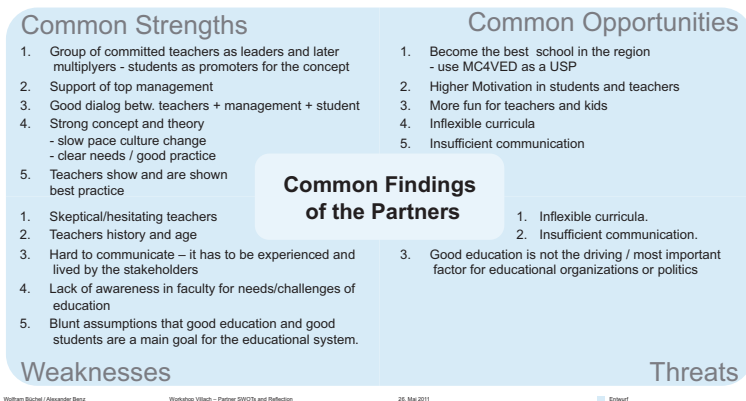 Common Strengths
1. Group of committed teachers as leaders and later
multiplyers - students as promoters for the concept
2. Support of top management
3. Good dialog betw. teachers + management + student
4. Strong concept and theory
- slow pace culture change
- clear needs / good practice
5. Teachers show and are shown
best practice
Common Opportunities
1. Become the best school in the region
- use MC4VED as a USP
2. Higher Motivation in students and teachers
3. More fun for teachers and kids
4. Inflexible curricula
5. Insufficient communication
Common Findings
of the Partners
1. Skeptical/hesitating teachers
2. Teachers history and age
3. Hard to communicate – it has to be experienced and
lived by the stakeholders
4. Lack of awareness in faculty for needs/challenges of
education
5. Blunt assumptions that good education and good
students are a main goal for the educational system.
Weaknesses
1. Inflexible curricula.
2. Insufficient communication.
3. Good education is not the driving / most important
factor for educational organizations or politics
Threats
Wolfram Büchel / Alexander Benz
Workshop Villach – Partner SWOTs and Reflection
26. Mai 2011
Entwurf